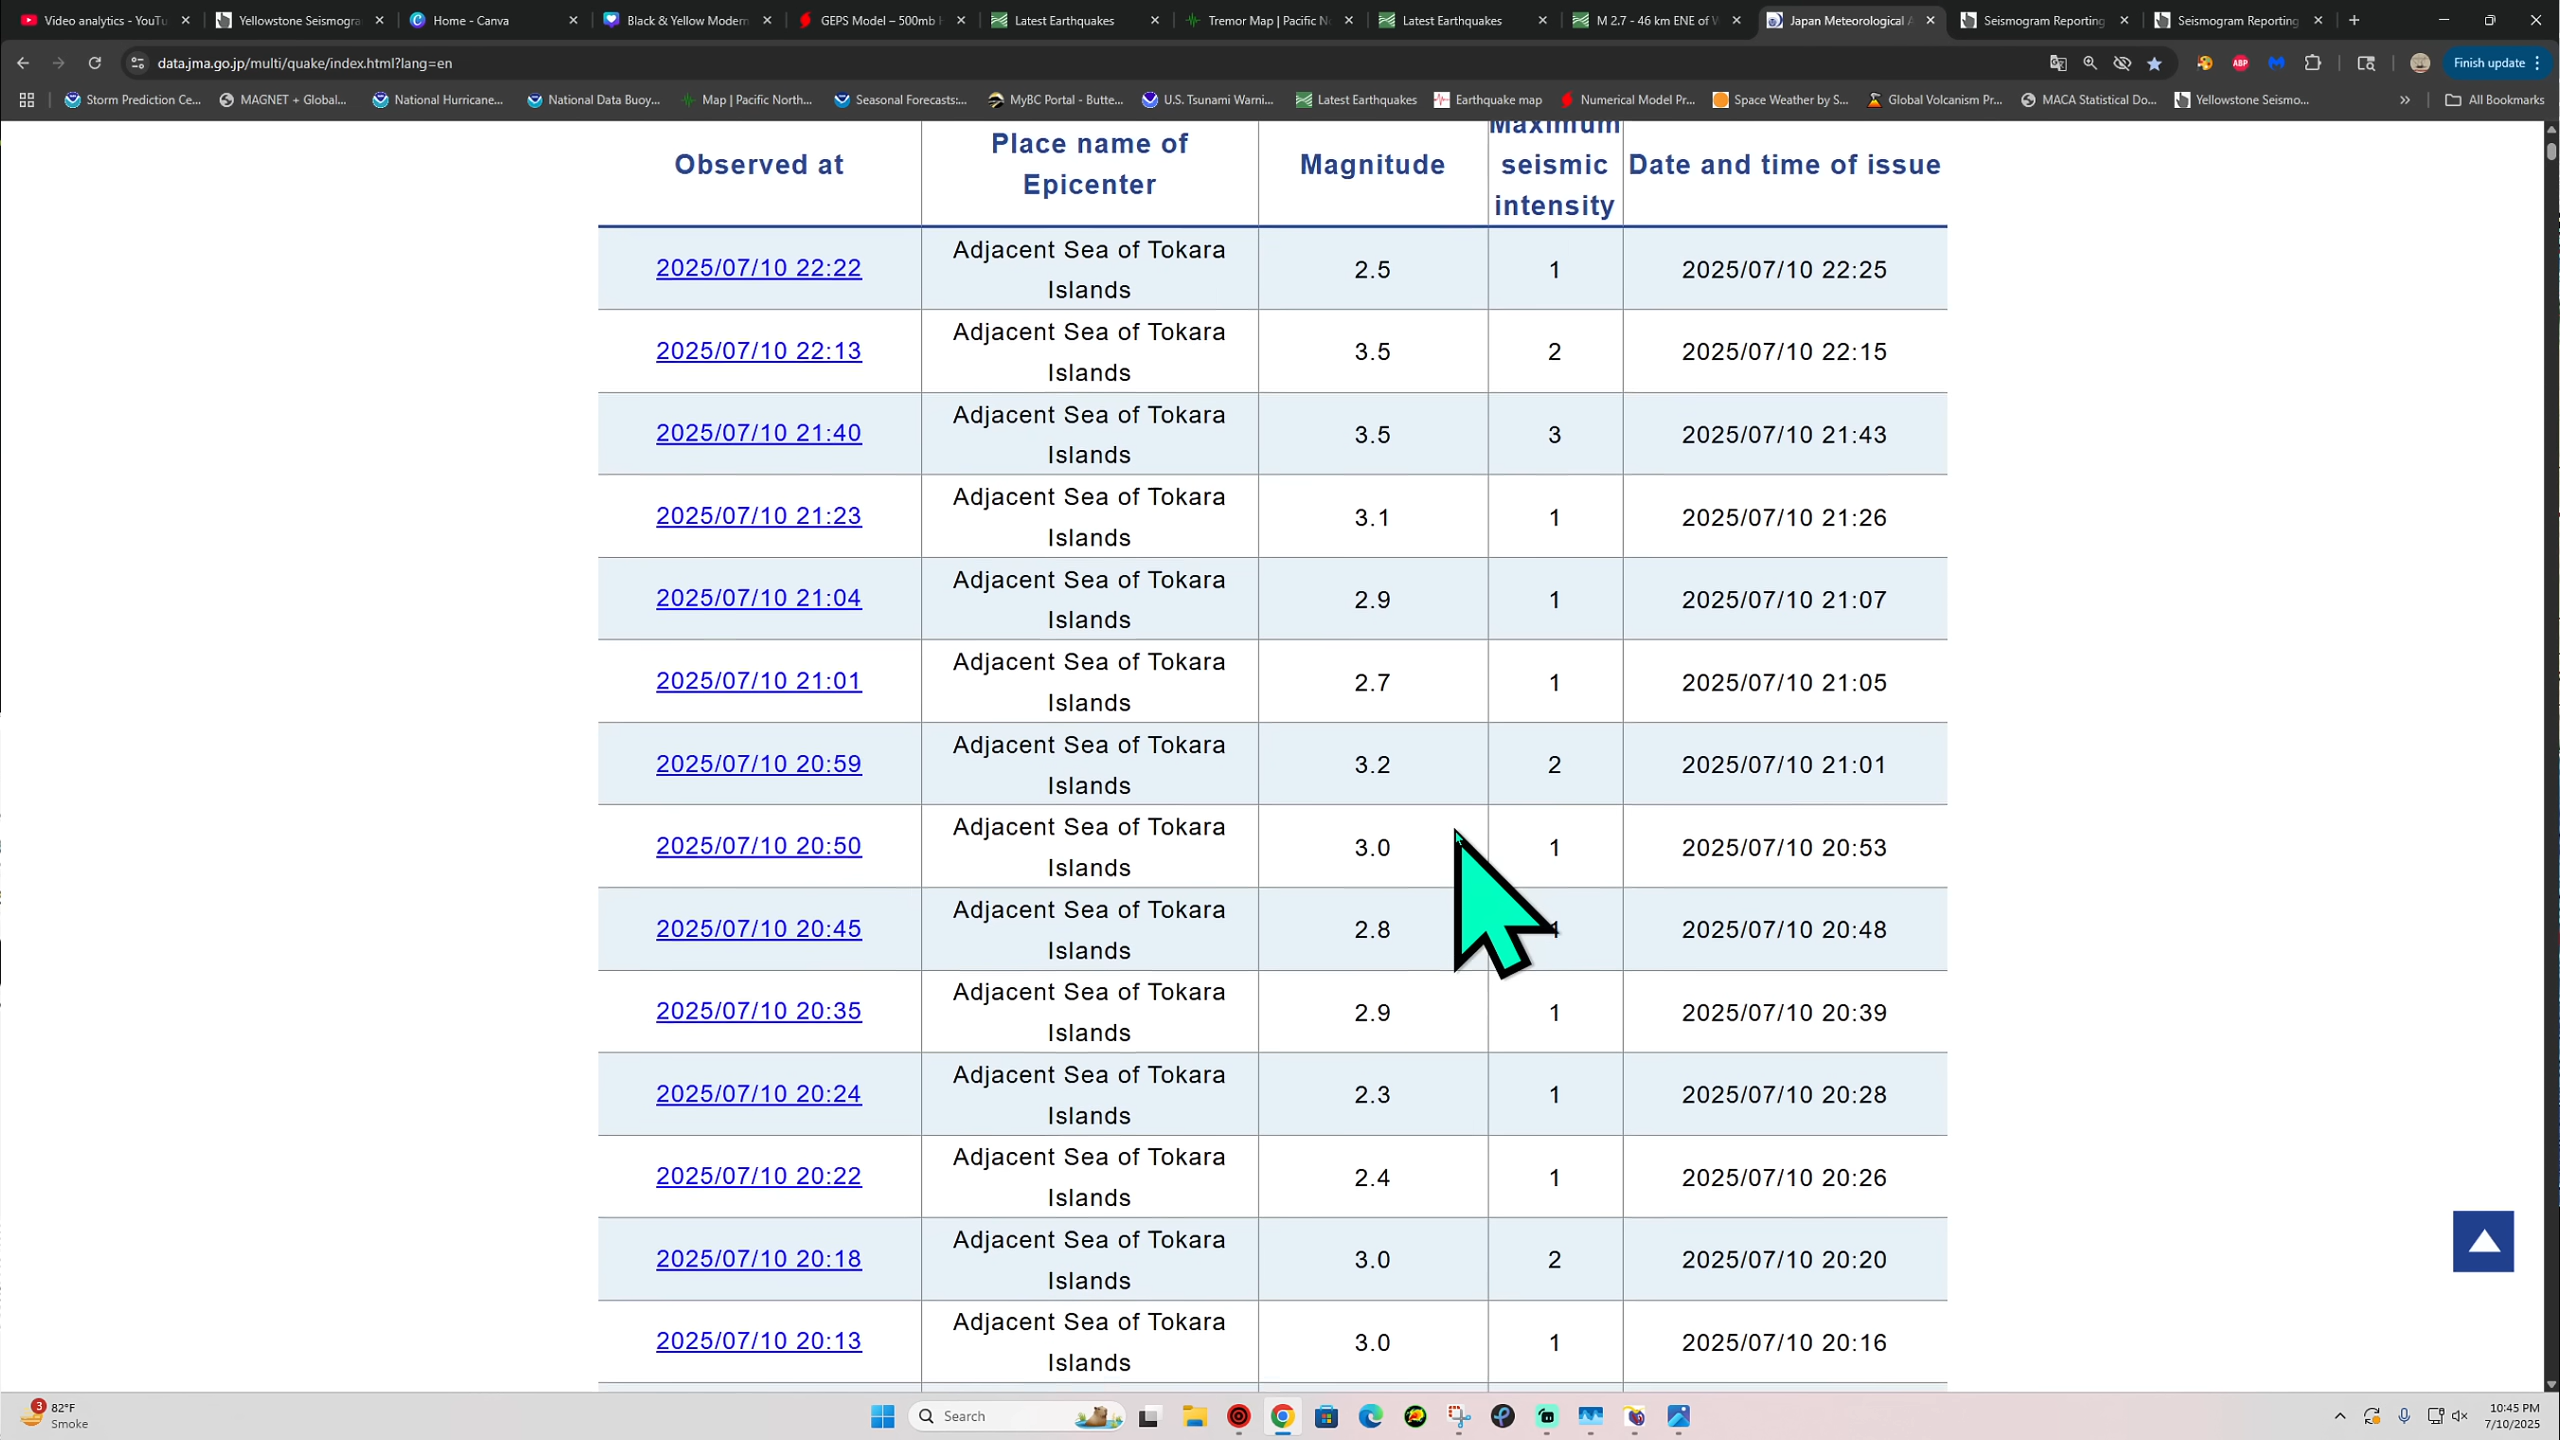 Video analytics - YouTu
Yellowstone Seismogra
Home - Canva
Black & Yellow Modern
GEPS Model – 500mb H
Latest Earthquakes
Tremor Map | Pacific N
Latest Earthquakes
M 2.7 - 46 km ENE of W
Japan Meteorological A
Seismogram Reporting
Seismogram Reporting
data.jma.go.jp/multi/quake/index.html?lang=en
ABP
Finish update
Storm Prediction Ce...
MAGNET + Global...
National Hurricane...
National Data Buoy...
Map | Pacific North...
Seasonal Forecasts:...
MyBC Portal - Butte...
U.S. Tsunami Warni...
Latest Earthquakes
Earthquake map
Numerical Model Pr...
Space Weather by S...
Global Volcanism Pr...
MACA Statistical Do...
Yellowstone Seismo...
All Bookmarks
Observed at
Place name of
Epicenter
Magnitude
Maximum
seismic
intensity
Date and time of issue
2025/07/10 22:22
Adjacent Sea of Tokara
Islands
2.5
1
2025/07/10 22:25
2025/07/10 22:13
Adjacent Sea of Tokara
Islands
3.5
2
2025/07/10 22:15
2025/07/10 21:40
Adjacent Sea of Tokara
Islands
3.5
3
2025/07/10 21:43
2025/07/10 21:23
Adjacent Sea of Tokara
Islands
3.1
1
2025/07/10 21:26
2025/07/10 21:04
Adjacent Sea of Tokara
Islands
2.9
1
2025/07/10 21:07
2025/07/10 21:01
Adjacent Sea of Tokara
Islands
2.7
1
2025/07/10 21:05
2025/07/10 20:59
Adjacent Sea of Tokara
Islands
3.2
2
2025/07/10 21:01
2025/07/10 20:50
Adjacent Sea of Tokara
Islands
3.0
1
2025/07/10 20:53
2025/07/10 20:45
Adjacent Sea of Tokara
Islands
2.8
2025/07/10 20:48
2025/07/10 20:35
Adjacent Sea of Tokara
Islands
2.9
1
2025/07/10 20:39
2025/07/10 20:24
Adjacent Sea of Tokara
Islands
2.3
1
2025/07/10 20:28
2025/07/10 20:22
Adjacent Sea of Tokara
Islands
2.4
1
2025/07/10 20:26
2025/07/10 20:18
Adjacent Sea of Tokara
Islands
3.0
2
2025/07/10 20:20
2025/07/10 20:13
Adjacent Sea of Tokara
Islands
3.0
1
2025/07/10 20:16
3
82°F
Smoke
Search
10:45 PM
7/10/2025